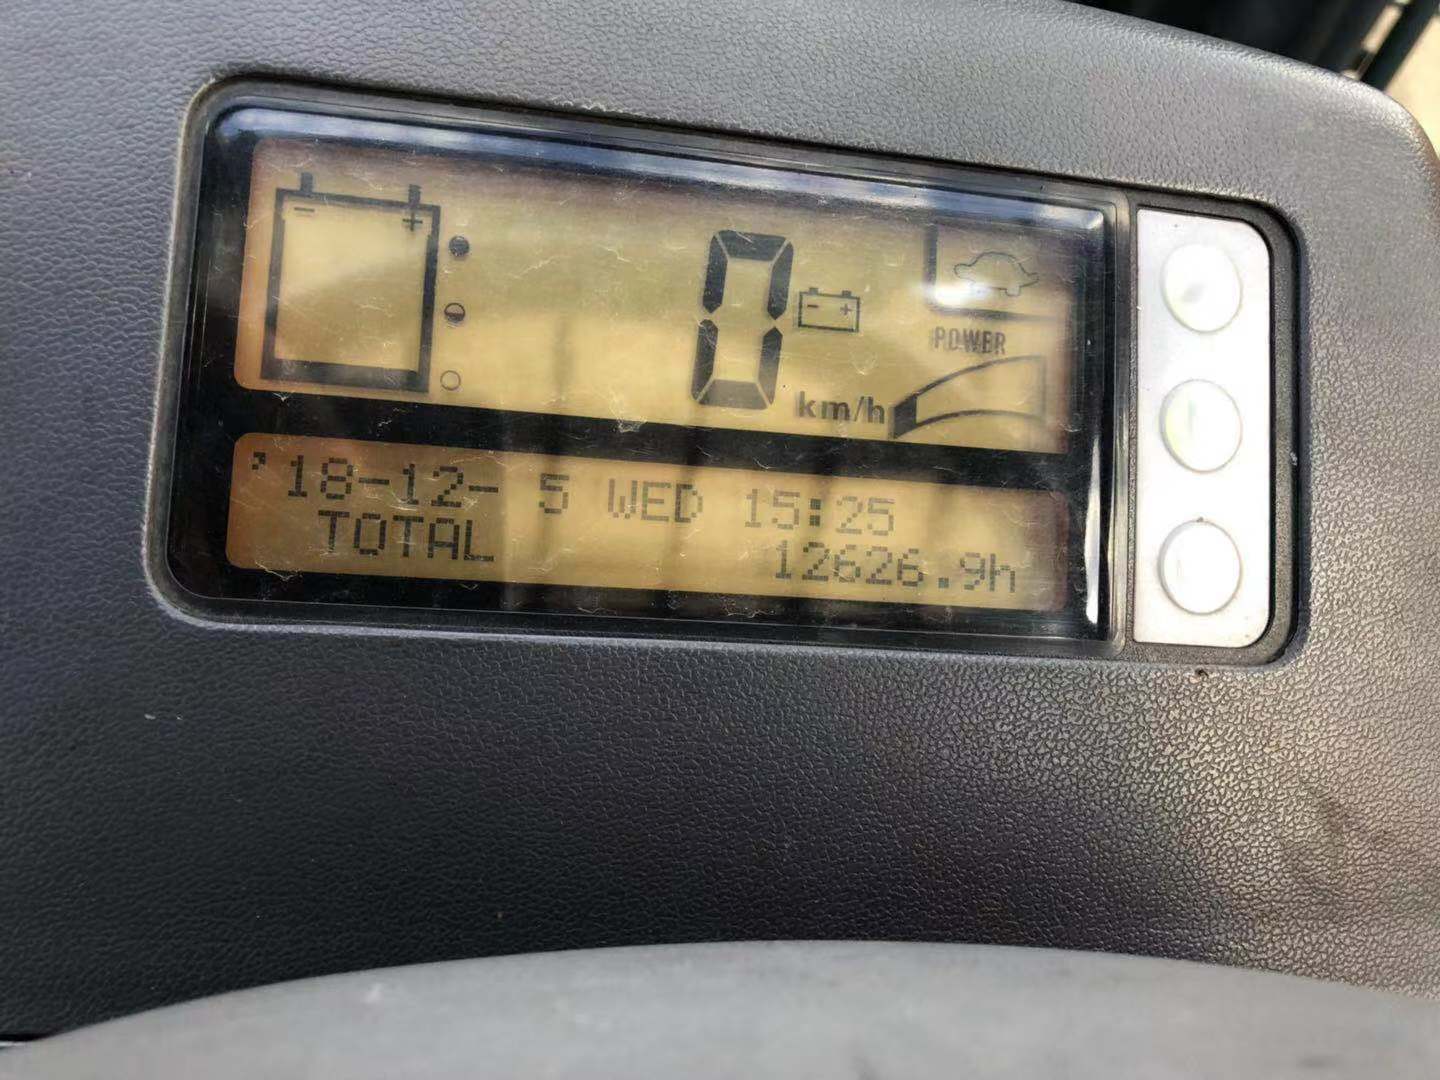 0
km/h
POWER
'18-12- 5 WED 15:25
TOTAL 12626.9h